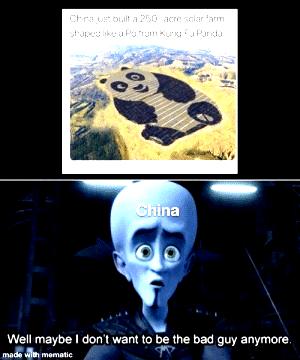 China just built a 250-acre solar farm
shaped like a Po from Kung Fu Panda
China
Well maybe I don't want to be the bad guy anymore.
made with mematic